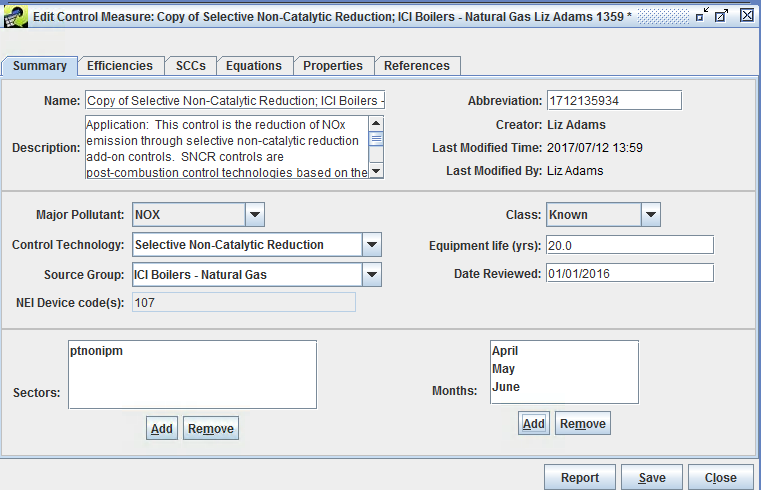 Edit Control Measure: Copy of Selective Non-Catalytic Reduction; ICI Boilers - Natural Gas Liz Adams 1359 *
Summary Efficiencies SCCs Equations Properties References
Name: Copy of Selective Non-Catalytic Reduction; ICI Boilers -
Abbreviation: 1712135934
Description: Application: This control is the reduction of NOx
emission through selective non-catalytic reduction
add-on controls. SNCR controls are
post-combustion control technologies based on the
Creator: Liz Adams
Last Modified Time: 2017/07/12 13:59
Last Modified By: Liz Adams
Major Pollutant: NOX
Class: Known
Control Technology: Selective Non-Catalytic Reduction
Equipment life (yrs): 20.0
Source Group: ICI Boilers - Natural Gas
Date Reviewed: 01/01/2016
NEI Device code(s): 107
Sectors: ptnonipm
Add Remove
Months: April
May
June
Add Remove
Report Save Close